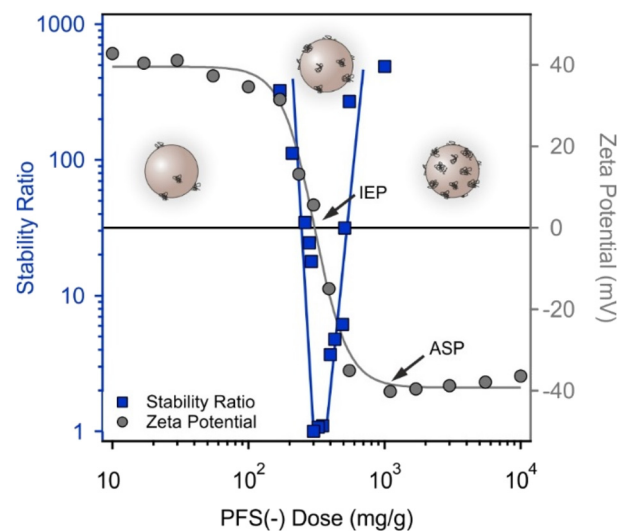 1000
100
10
1
Stability Ratio
40
20
0
-20
-40
Zeta Potential (mV)
IEP
ASP
Stability Ratio
Zeta Potential
10
10²
10³
10⁴
PFS(-) Dose (mg/g)